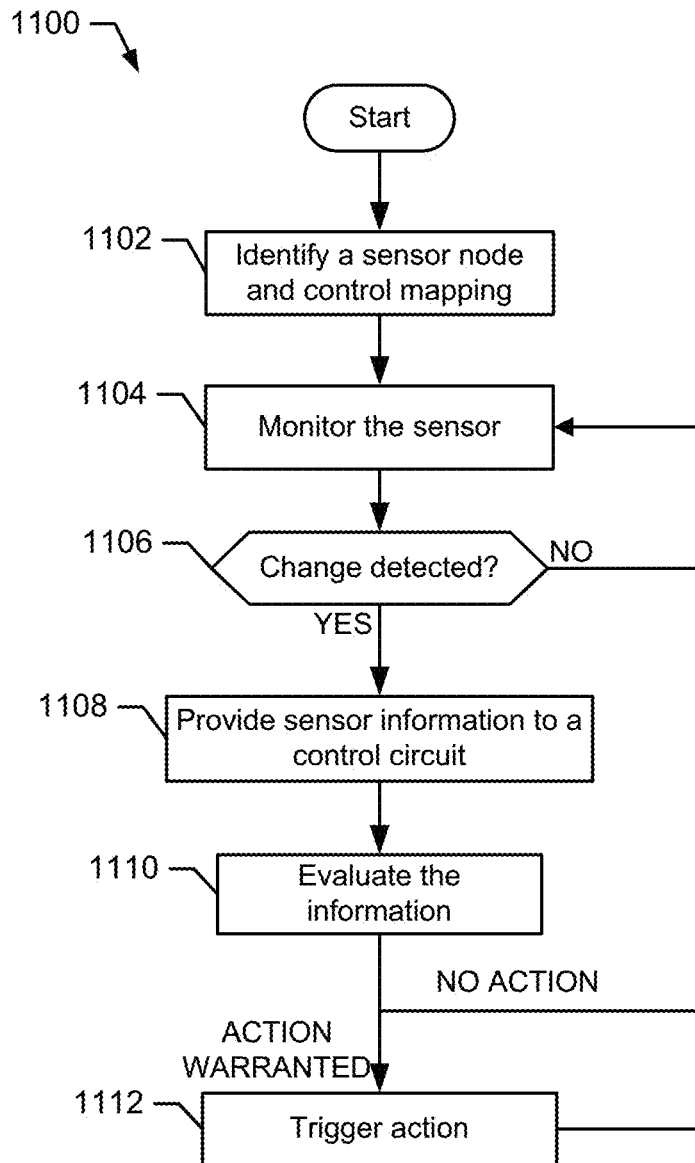 1100
Start
1102
Identify a sensor node
and control mapping
1104
Monitor the sensor
1106
Change detected?
NO
YES
1108
Provide sensor information to a
control circuit
1110
Evaluate the
information
NO ACTION
ACTION
WARRANTED
1112
Trigger action